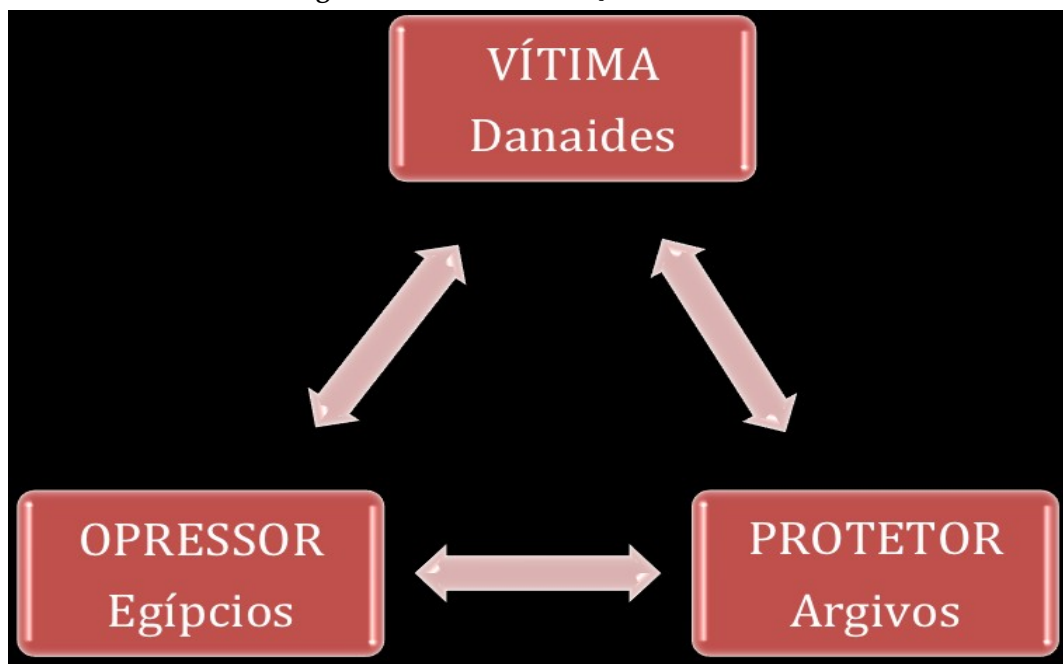 VÍTIMA
Danaides
OPRESSOR
Egípcios
PROTETOR
Argivos